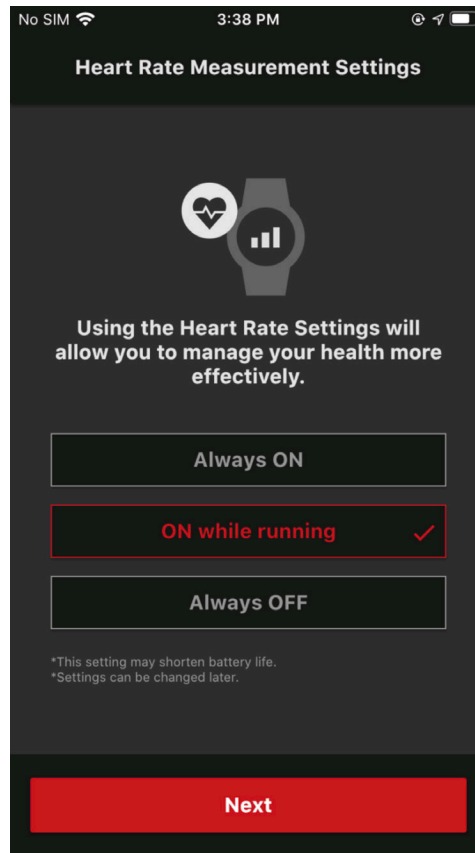 No SIM 3:38 PM
Heart Rate Measurement Settings
Using the Heart Rate Settings will
allow you to manage your health more
effectively.
Always ON
ON while running
Always OFF
*This setting may shorten battery life.
*Settings can be changed later.
Next